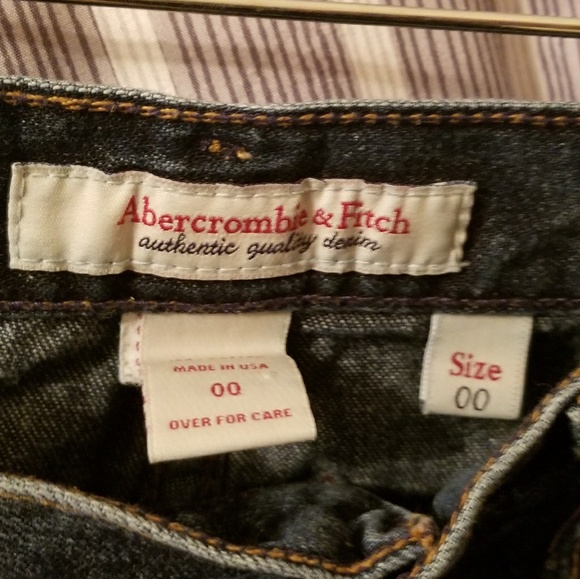 Abercrombie & Fitch
authentic quality denim
MADE IN USA
00
OVER FOR CARE
Size
00